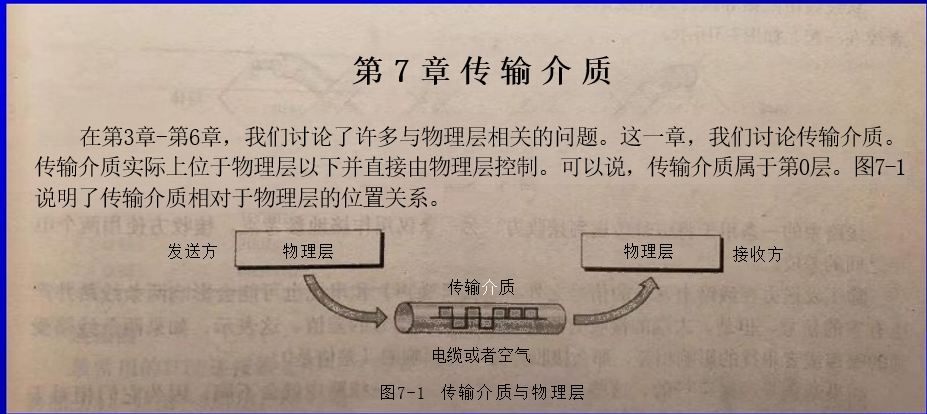 第7章传输介质
在第3章-第6章，我们讨论了许多与物理层相关的问题。这一章，我们讨论传输介质。
传输介质实际上位于物理层以下并直接由物理层控制。可以说，传输介质属于第0层。图7-1
说明了传输介质相对于物理层的位置关系。
发送方 物理层 物理层 接收方
传输介质
电缆或者空气
图7-1 传输介质与物理层